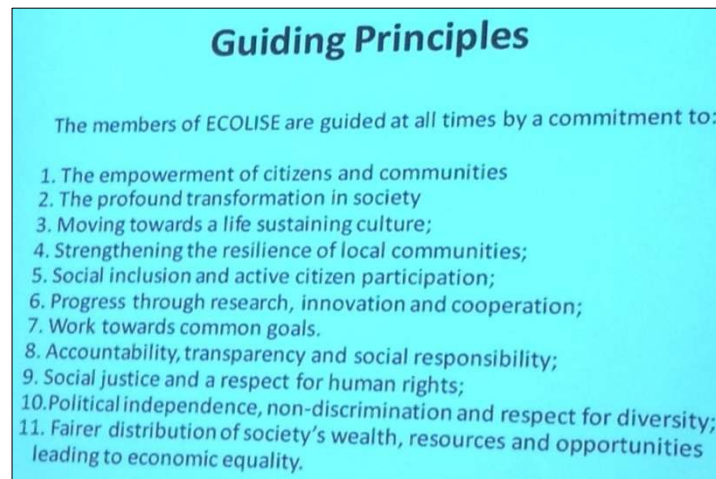 Guiding Principles
The members of ECOLISE are guided at all times by a commitment to:
1. The empowerment of citizens and communities
2. The profound transformation in society
3. Moving towards a life sustaining culture;
4. Strengthening the resilience of local communities;
5. Social inclusion and active citizen participation;
6. Progress through research, innovation and cooperation;
7. Work towards common goals.
8. Accountability, transparency and social responsibility;
9. Social justice and a respect for human rights;
10.Political independence, non-discrimination and respect for diversity;
11. Fairer distribution of society's wealth, resources and opportunities
leading to economic equality.